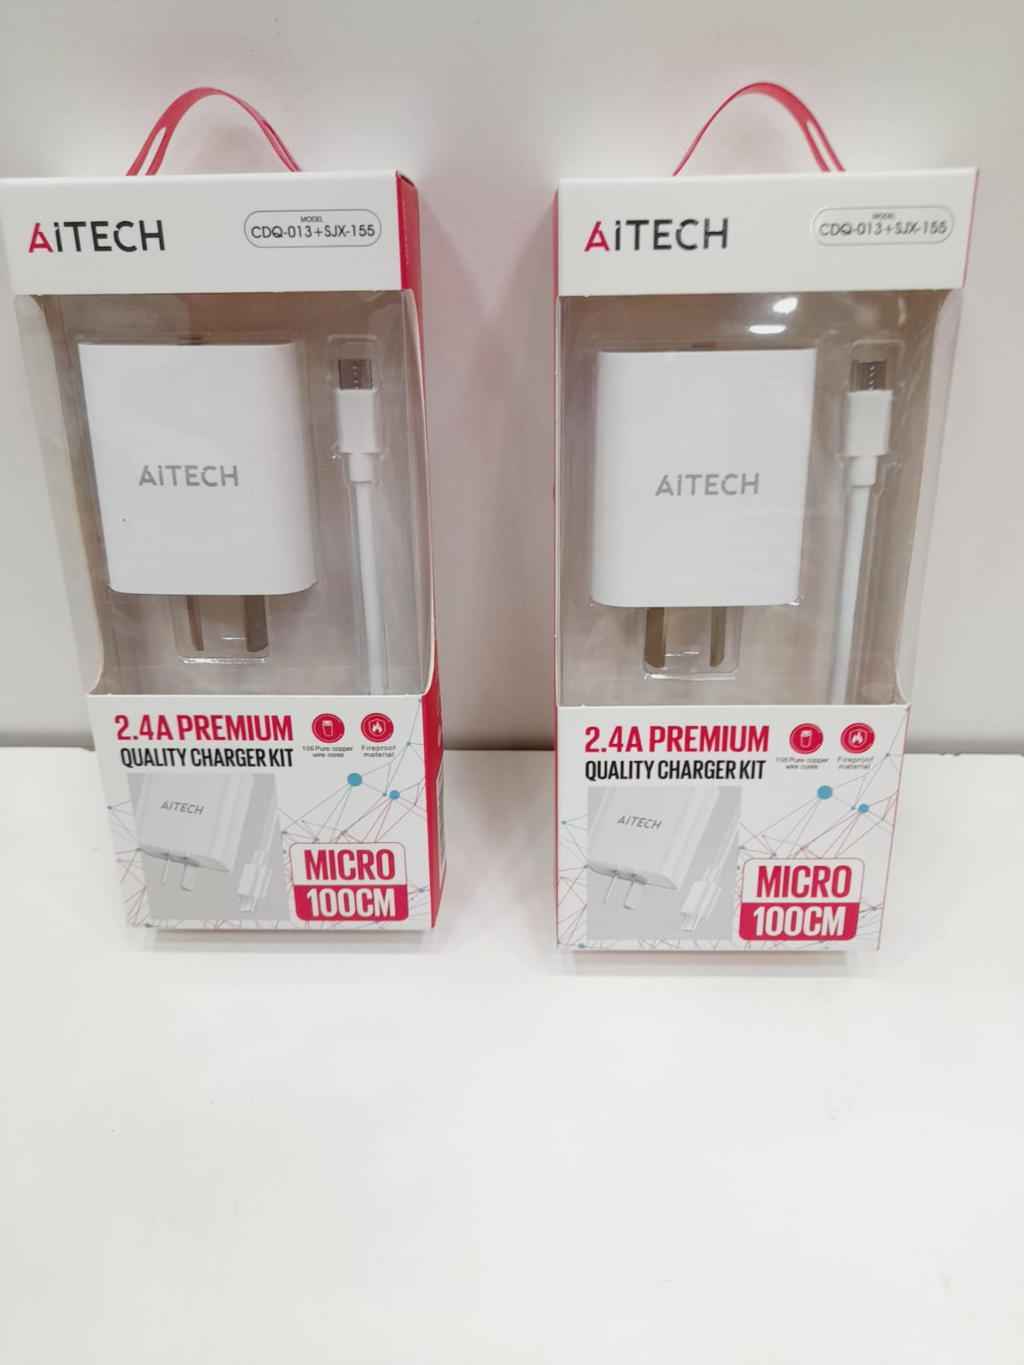 AiTECH
MODEL
CDQ-013+SJX-155
AiTECH
2.4A PREMIUM
QUALITY CHARGER KIT
106 Pure copper
wire cores
Fireproof
material
AiTECH
MICRO
100CM
AiTECH
MODEL
CDQ-013+SJX-155
AiTECH
2.4A PREMIUM
QUALITY CHARGER KIT
106 Pure copper
wire cores
Fireproof
material
AiTECH
MICRO
100CM